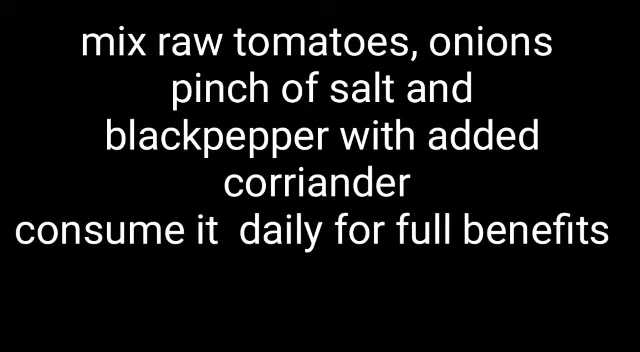 mix raw tomatoes, onions
pinch of salt and
blackpepper with added
corriander
consume it  daily for full benefits